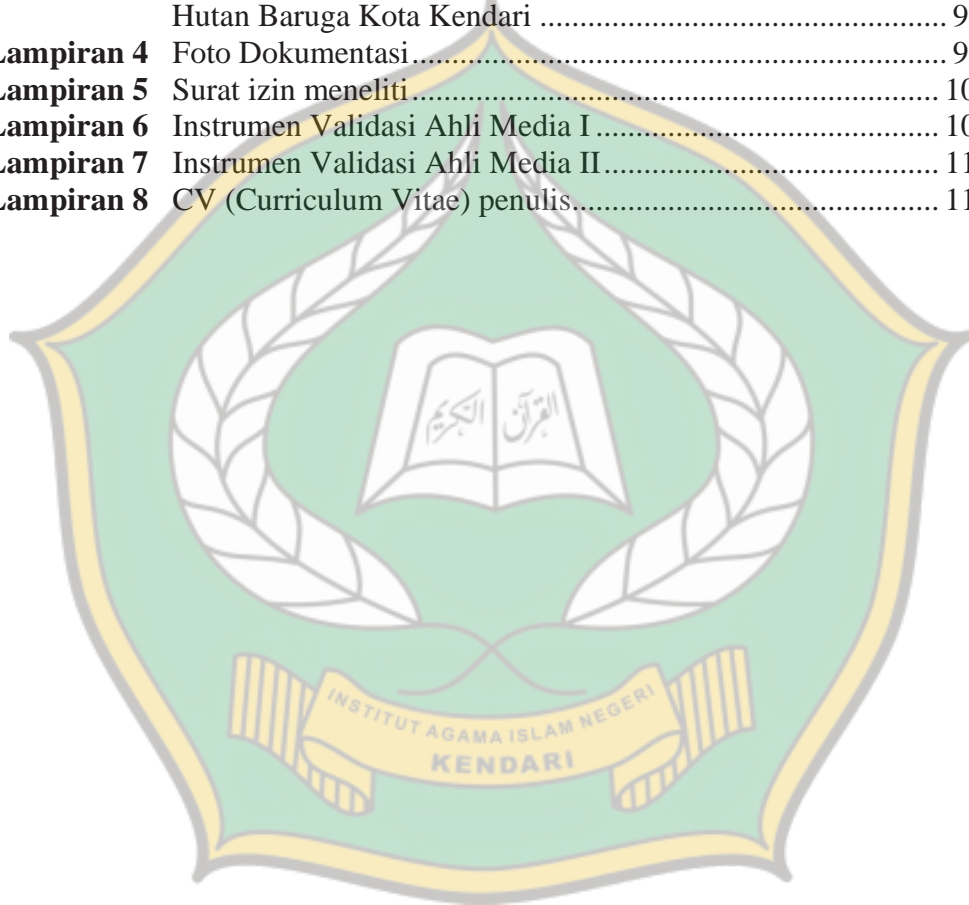 Hutan Baruga Kota Kendari ............................................... 9
Lampiran 4 Foto Dokumentasi.............................................................. 9
Lampiran 5 Surat izin meneliti............................................................. 10
Lampiran 6 Instrumen Validasi Ahli Media I ........................................ 10
Lampiran 7 Instrumen Validasi Ahli Media II....................................... 11
Lampiran 8 CV (Curriculum Vitae) penulis........................................... 11
القرآن الكريم
INSTITUT AGAMA ISLAM NEGERI
KENDARI